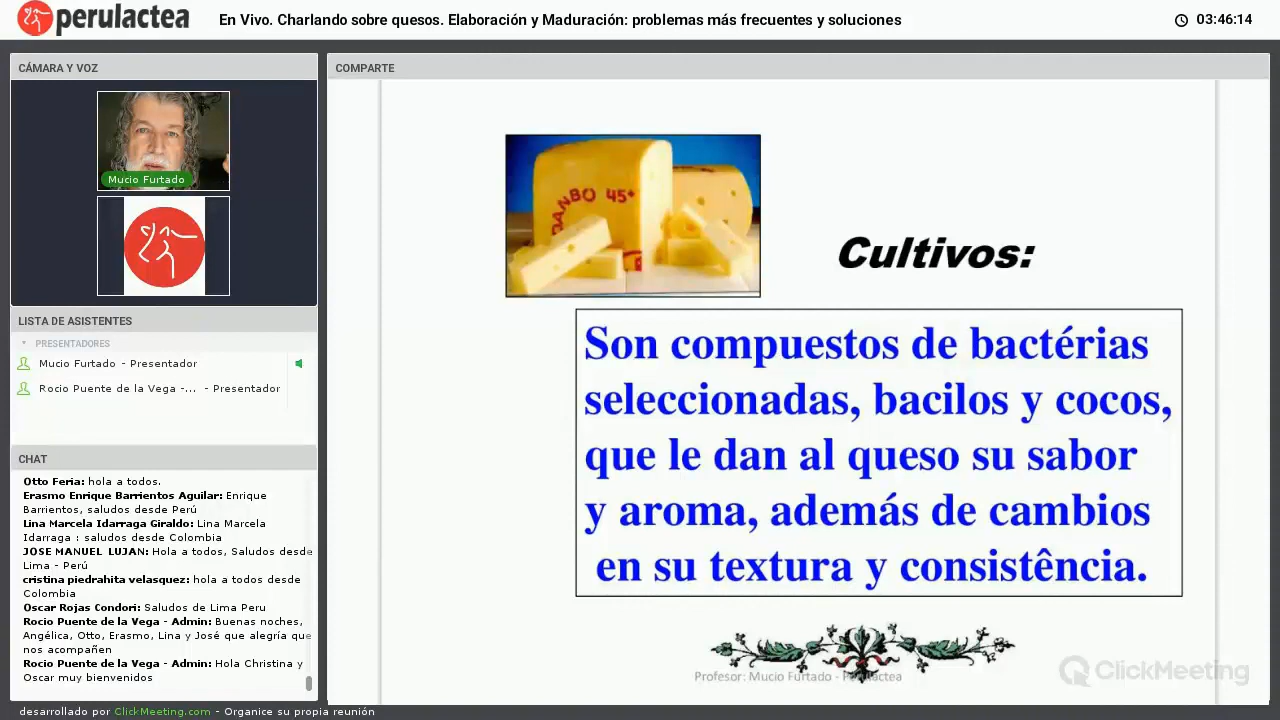 perulactea
En Vivo. Charlando sobre quesos. Elaboración y Maduración: problemas más frecuentes y soluciones
03:46:14
CÁMARA Y VOZ
Mucio Furtado
LISTA DE ASISTENTES
PRESENTADORES
Mucio Furtado - Presentador
Rocio Puente de la Vega -... - Presentador
CHAT
Otto Feria: hola a todos.
Erasmo Enrique Barrientos Aguilar: Enrique
Barrientos, saludos desde Perú
Lina Marcela Idarraga Giraldo: Lina Marcela
Idarraga : saludos desde Colombia
JOSE MANUEL LUJAN: Hola a todos, Saludos desde
Lima - Perú
cristina piedrahita velasquez: hola a todos desde
Colombia
Oscar Rojas Condori: Saludos de Lima Peru
Rocio Puente de la Vega - Admin: Buenas noches,
Angélica, Otto, Erasmo, Lina y José que alegría que
nos acompañen
Rocio Puente de la Vega - Admin: Hola Christina y
Oscar muy bienvenidos
COMPARTE
DANBO 45+
Cultivos:
Son compuestos de bactérias
seleccionadas, bacilos y cocos,
que le dan al queso su sabor
y aroma, además de cambios
en su textura y consistência.
Profesor: Mucio Furtado - Perulactea
ClickMeeting
desarrollado por ClickMeeting.com - Organice su propia reunión